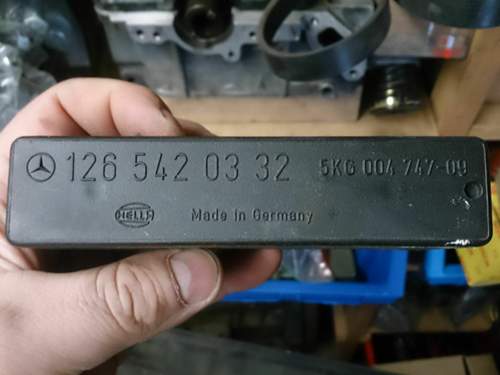 126 542 03 32 5KG 004 747-09
HELLA Made in Germany